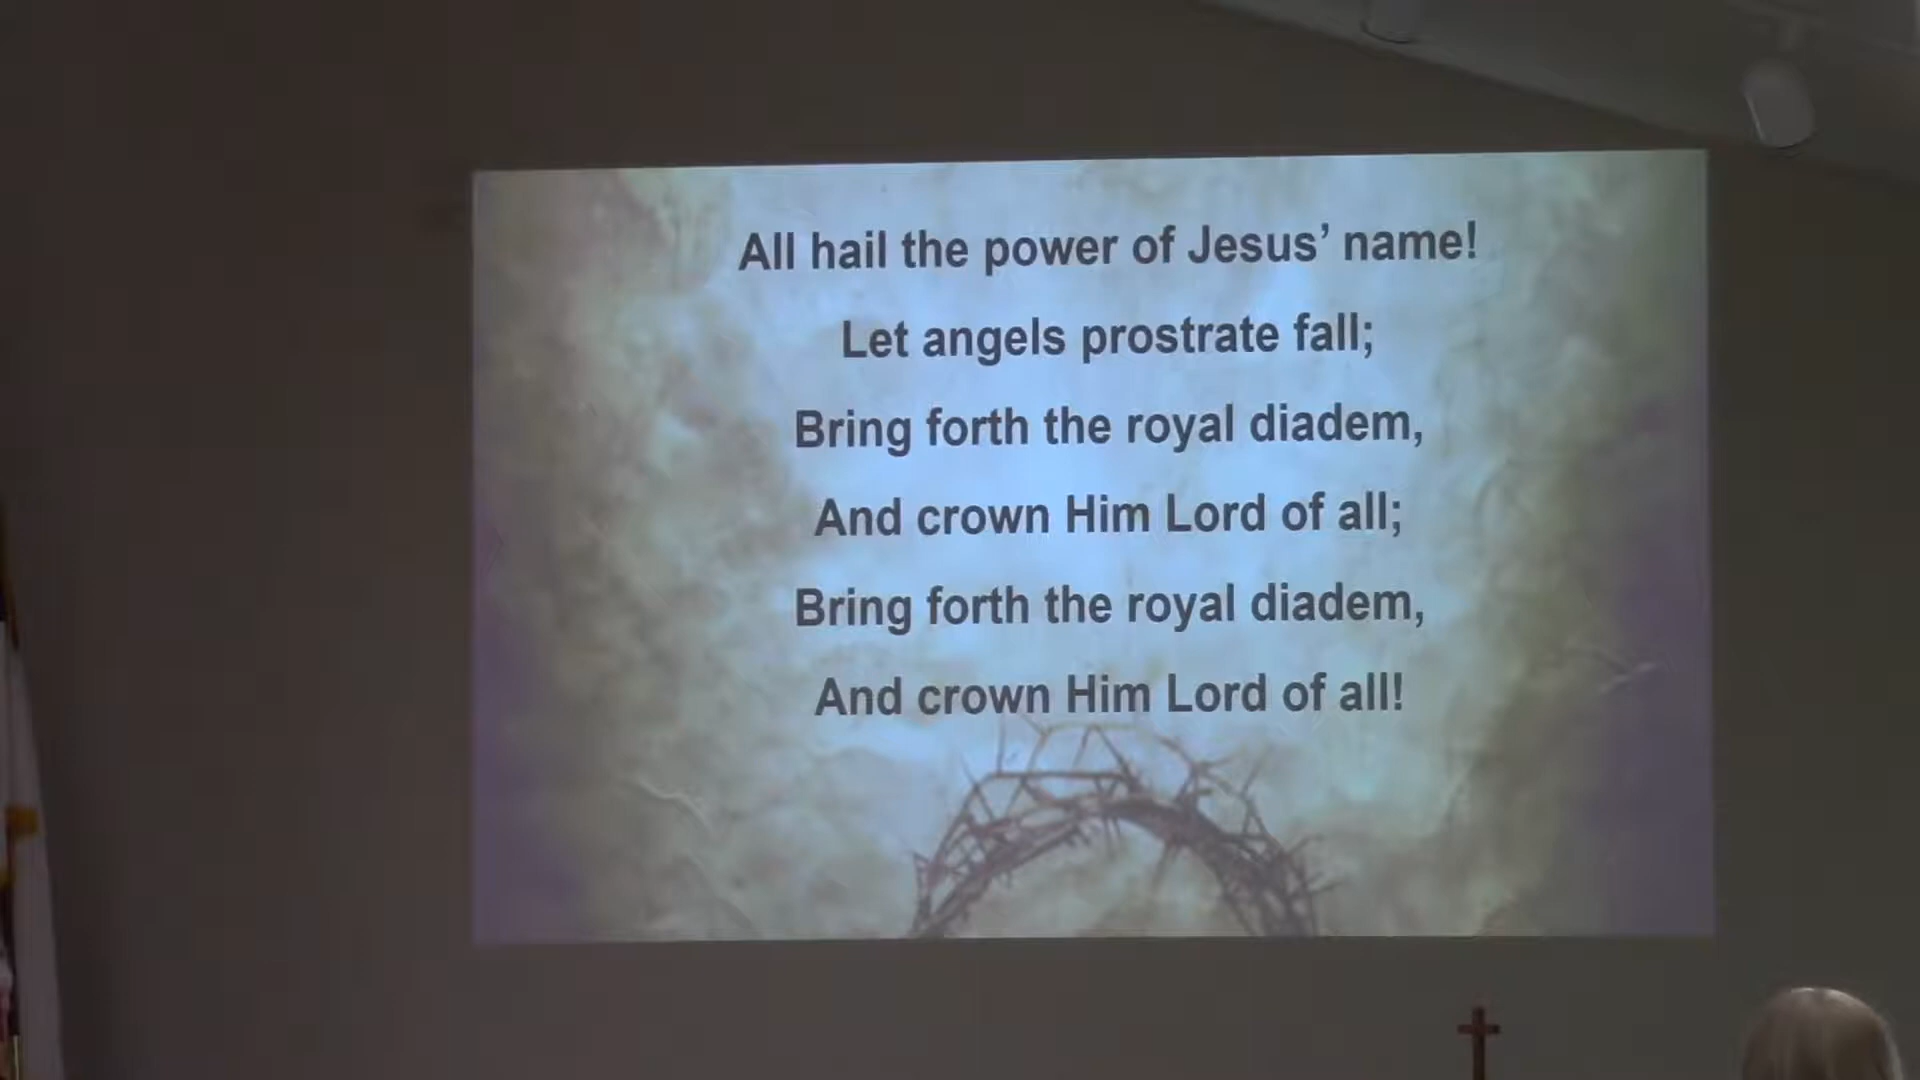 All hail the power of Jesus’ name!
Let angels prostrate fall;
Bring forth the royal diadem,
And crown Him Lord of all;
Bring forth the royal diadem,
And crown Him Lord of all!